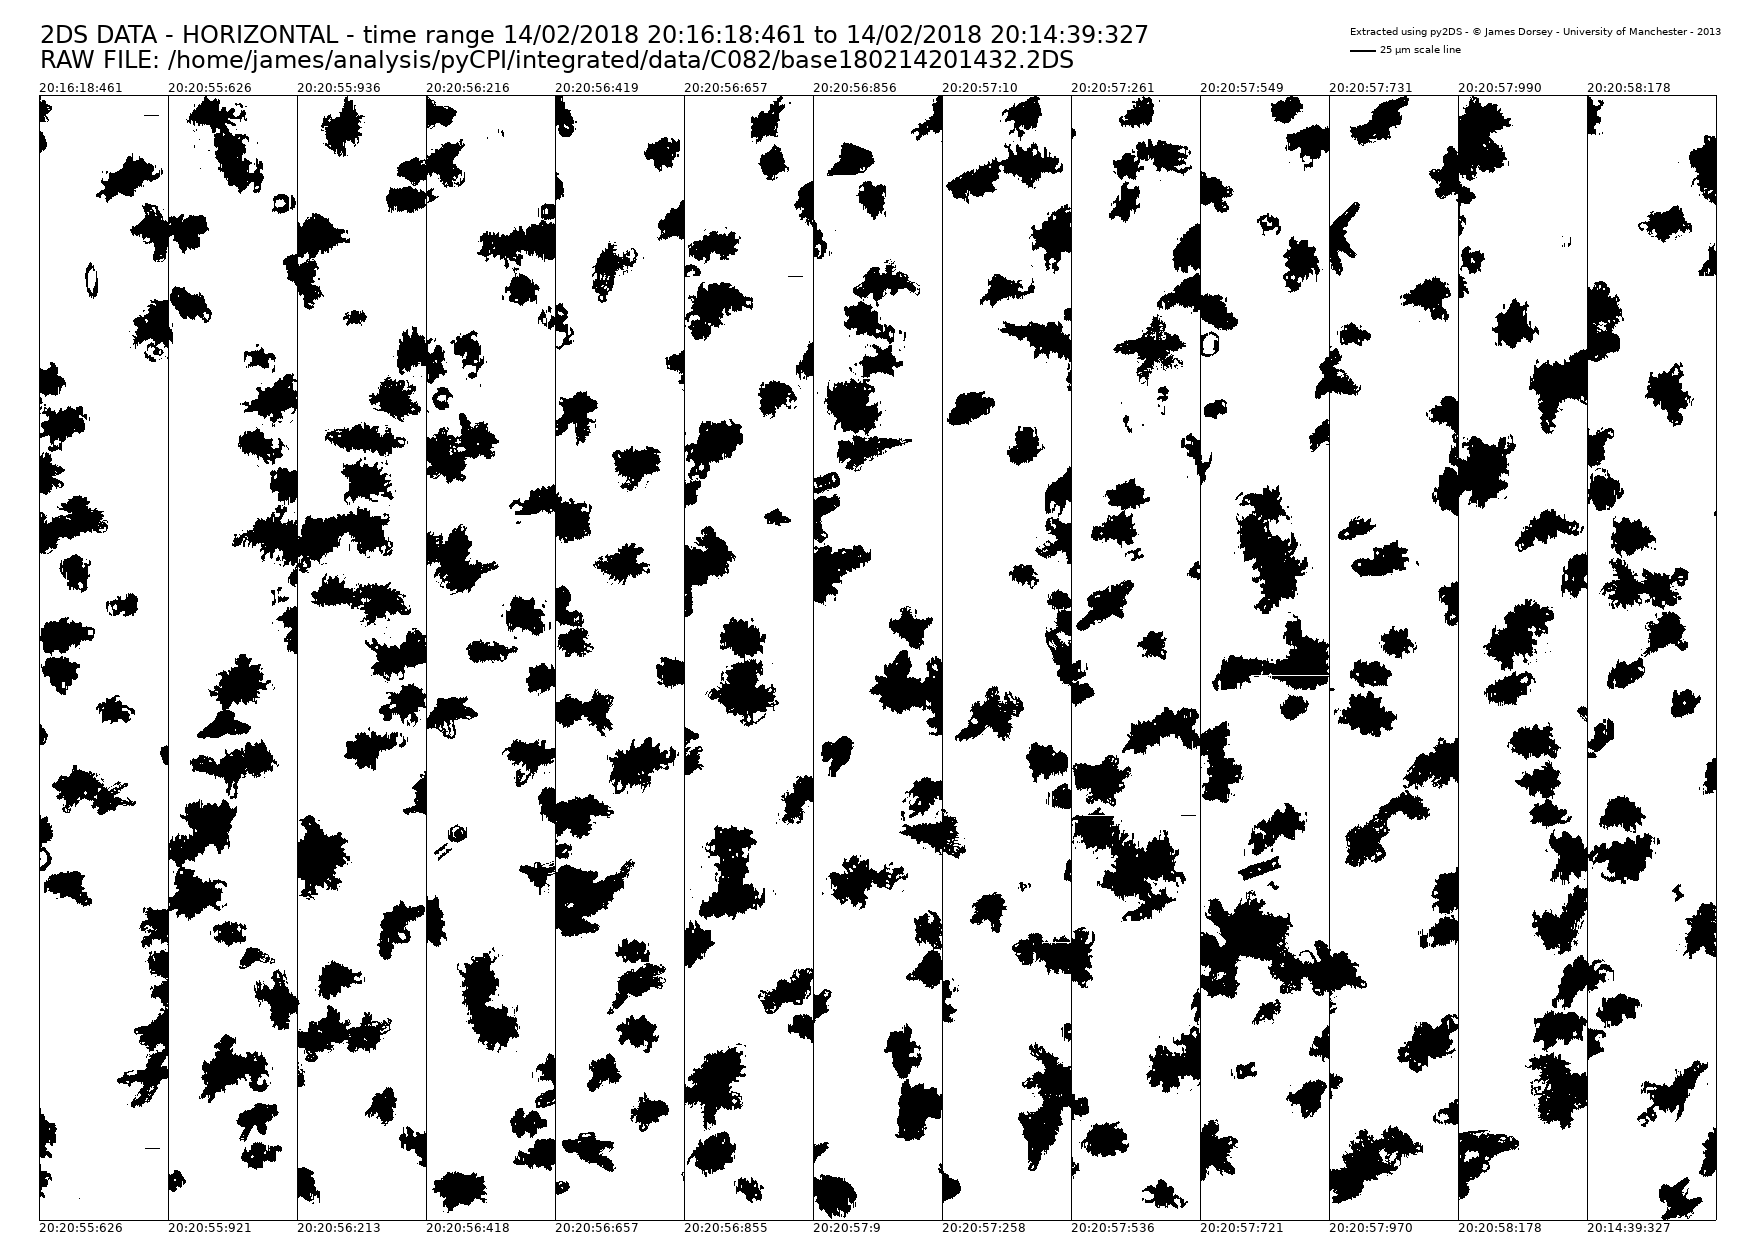 2DS DATA - HORIZONTAL - time range 14/02/2018 20:16:18:461 to 14/02/2018 20:14:39:327
RAW FILE: /home/james/analysis/pyCPI/integrated/data/C082/base180214201432.2DS
Extracted using py2DS - © James Dorsey - University of Manchester - 2013
25 µm scale line
20:16:18:461 20:20:55:626 20:20:55:936 20:20:56:216 20:20:56:419 20:20:56:657 20:20:56:856 20:20:57:10 20:20:57:261 20:20:57:549 20:20:57:731 20:20:57:990 20:20:58:178
20:20:55:626 20:20:55:921 20:20:56:213 20:20:56:418 20:20:56:657 20:20:56:855 20:20:57:9 20:20:57:258 20:20:57:536 20:20:57:721 20:20:57:970 20:20:58:178 20:14:39:327